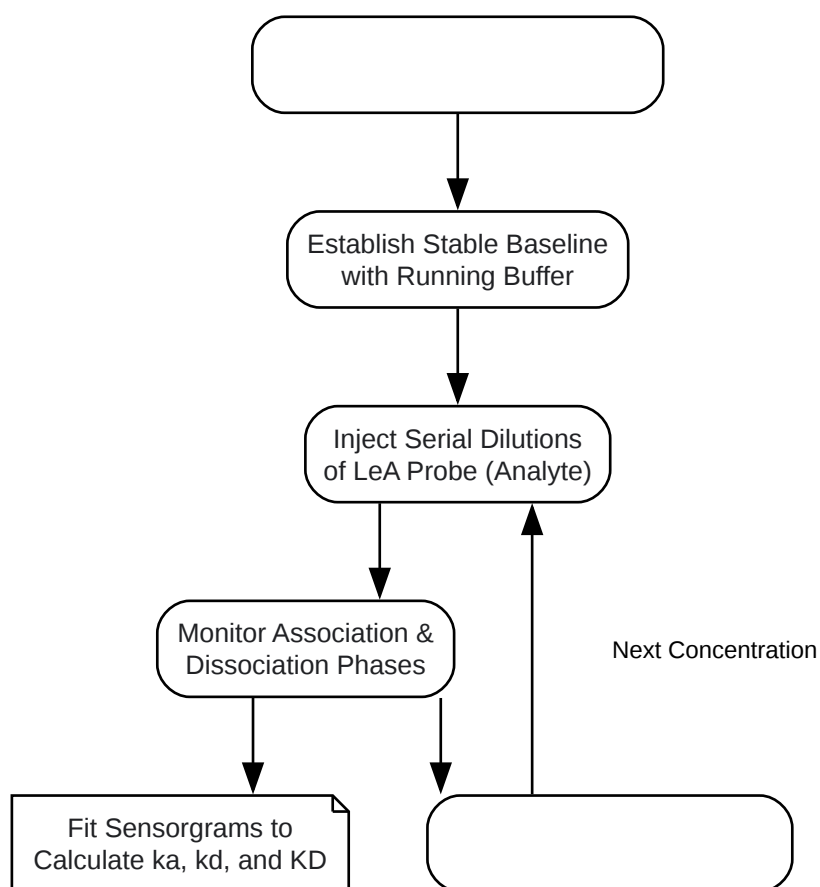 Establish Stable Baseline
with Running Buffer
Inject Serial Dilutions
of LeA Probe (Analyte)
Monitor Association &
Dissociation Phases
Next Concentration
Fit Sensorgrams to
Calculate ka, kd, and KD